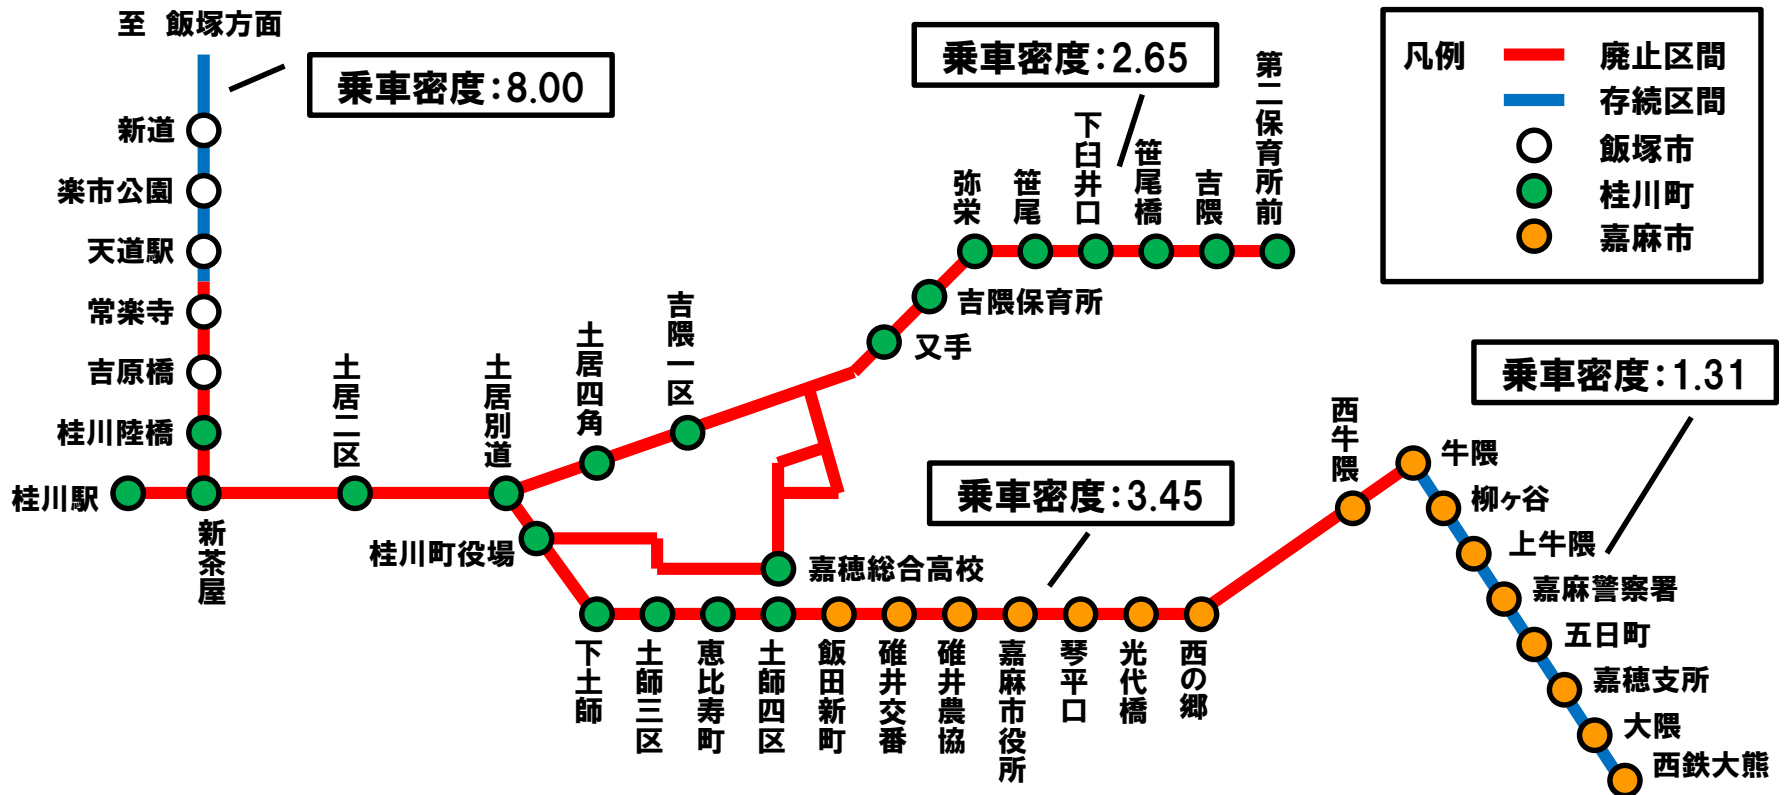 至 飯塚方面
乗車密度:8.00
新道
楽市公園
天道駅
常楽寺
吉原橋
桂川陸橋
桂川駅
新茶屋
土居二区
土居別道
土居四角
吉隈一区
桂川町役場
嘉穂総合高校
又手
吉隈保育所
弥栄
笹尾
下臼井口
笹尾橋
吉隈
第二保育所前
乗車密度:2.65
凡例
廃止区間
存続区間
飯塚市
桂川町
嘉麻市
乗車密度:3.45
下土師
土師三区
恵比寿町
土師四区
飯田新町
碓井交番
碓井農協
嘉麻市役所
琴平口
光代橋
西の郷
西牛隈
乗車密度:1.31
牛隈
柳ヶ谷
上牛隈
嘉麻警察署
五日町
嘉穂支所
大隈
西鉄大熊